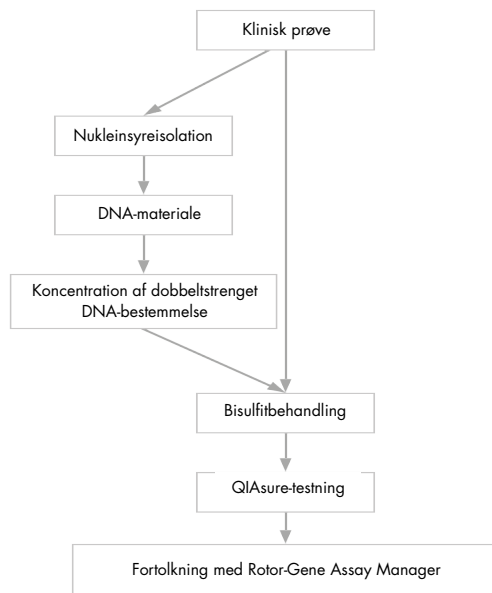 Klinisk prøve
Nukleinsyreisolation
DNA-materiale
Koncentration af dobbeltstrenget
DNA-bestemmelse
Bisulfitbehandling
QIAsure-testning
Fortolkning med Rotor-Gene Assay Manager